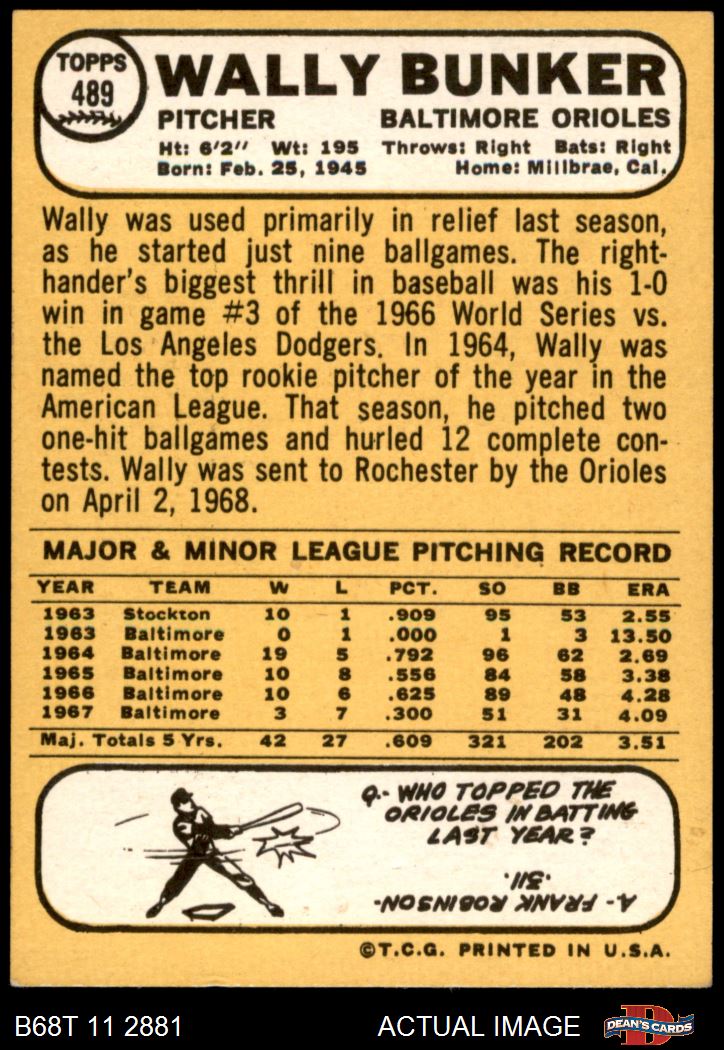 TOPPS
489
WALLY BUNKER
PITCHER BALTIMORE ORIOLES
Ht: 6'2" Wt: 195 Throws: Right Bats: Right
Born: Feb. 25, 1945 Home: Millbrae, Cal.
Wally was used primarily in relief last season,
as he started just nine ballgames. The right-
hander's biggest thrill in baseball was his 1-0
win in game #3 of the 1966 World Series vs.
the Los Angeles Dodgers. In 1964, Wally was
named the top rookie pitcher of the year in the
American League. That season, he pitched two
one-hit ballgames and hurled 12 complete con-
tests. Wally was sent to Rochester by the Orioles
on April 2, 1968.
MAJOR & MINOR LEAGUE PITCHING RECORD
YEAR TEAM W L PCT. SO BB ERA
1963 Stockton 10 1 .909 95 53 2.55
1963 Baltimore 0 1 .000 1 3 13.50
1964 Baltimore 19 5 .792 96 62 2.69
1965 Baltimore 10 8 .556 84 58 3.38
1966 Baltimore 10 6 .625 89 48 4.28
1967 Baltimore 3 7 .300 51 31 4.09
Maj. Totals 5 Yrs. 42 27 .609 321 202 3.51
Q- WHO TOPPED THE
ORIOLES IN BATTING
LAST YEAR?
A- FRANK ROBINSON-
.311.
©T.C.G. PRINTED IN U.S.A.
B68T 11 2881 ACTUAL IMAGE
D
DEAN'S CARDS